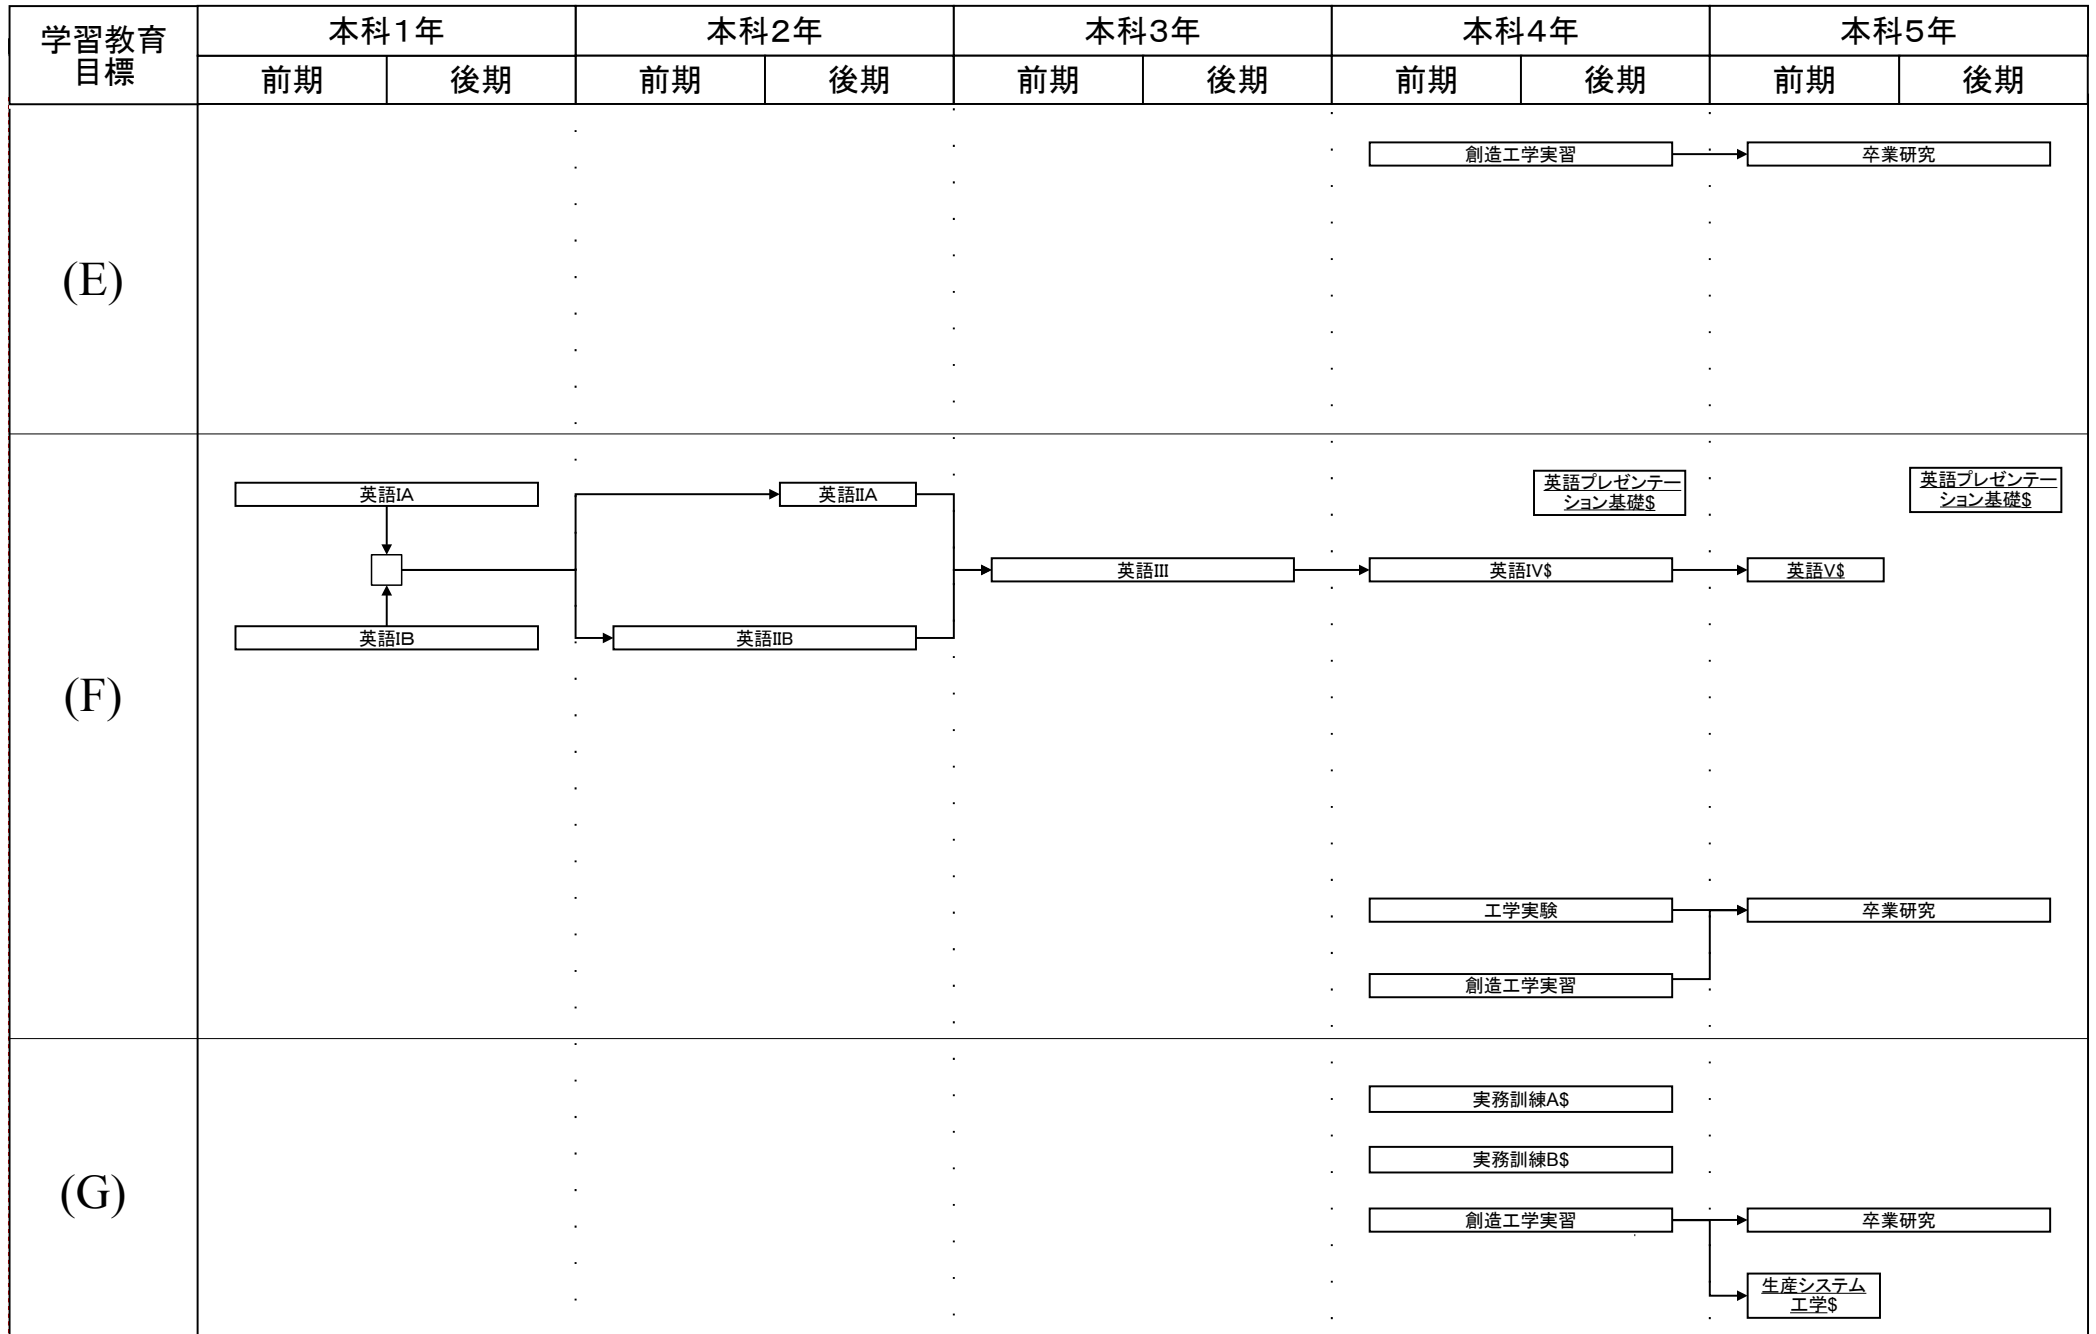 学習教育
目標
本科1年
本科2年
本科3年
本科4年
本科5年
前期
後期
前期
後期
前期
後期
前期
後期
前期
後期
(E)
創造工学実習
卒業研究
(F)
英語IA
英語IIA
英語プレゼンテー
ション基礎$
英語プレゼンテー
ション基礎$
英語III
英語IV$
英語V$
英語IB
英語IIB
工学実験
卒業研究
創造工学実習
(G)
実務訓練A$
実務訓練B$
創造工学実習
卒業研究
生産システム
工学$